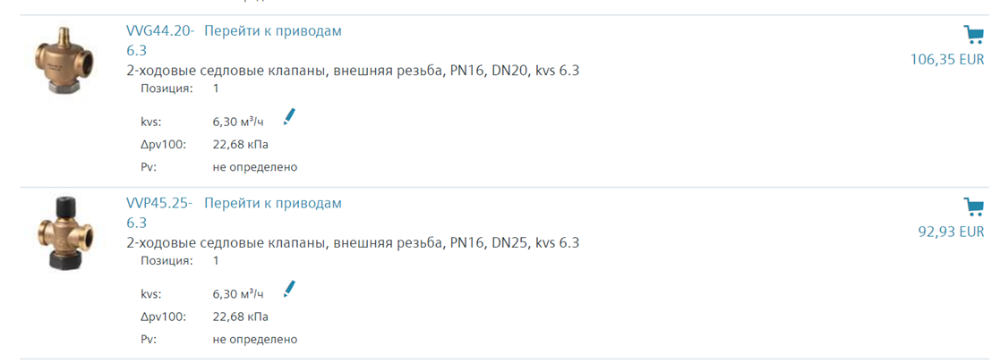 VVG44.20- Перейти к приводам
6.3
106,35 EUR
2-ходовые седловые клапаны, внешняя резьба, PN16, DN20, kvs 6.3
Позиция: 1
kvs: 6,30 м³/ч
Δpv100: 22,68 кПа
Pv: не определено
VVP45.25- Перейти к приводам
6.3
92,93 EUR
2-ходовые седловые клапаны, внешняя резьба, PN16, DN25, kvs 6.3
Позиция: 1
kvs: 6,30 м³/ч
Δpv100: 22,68 кПа
Pv: не определено